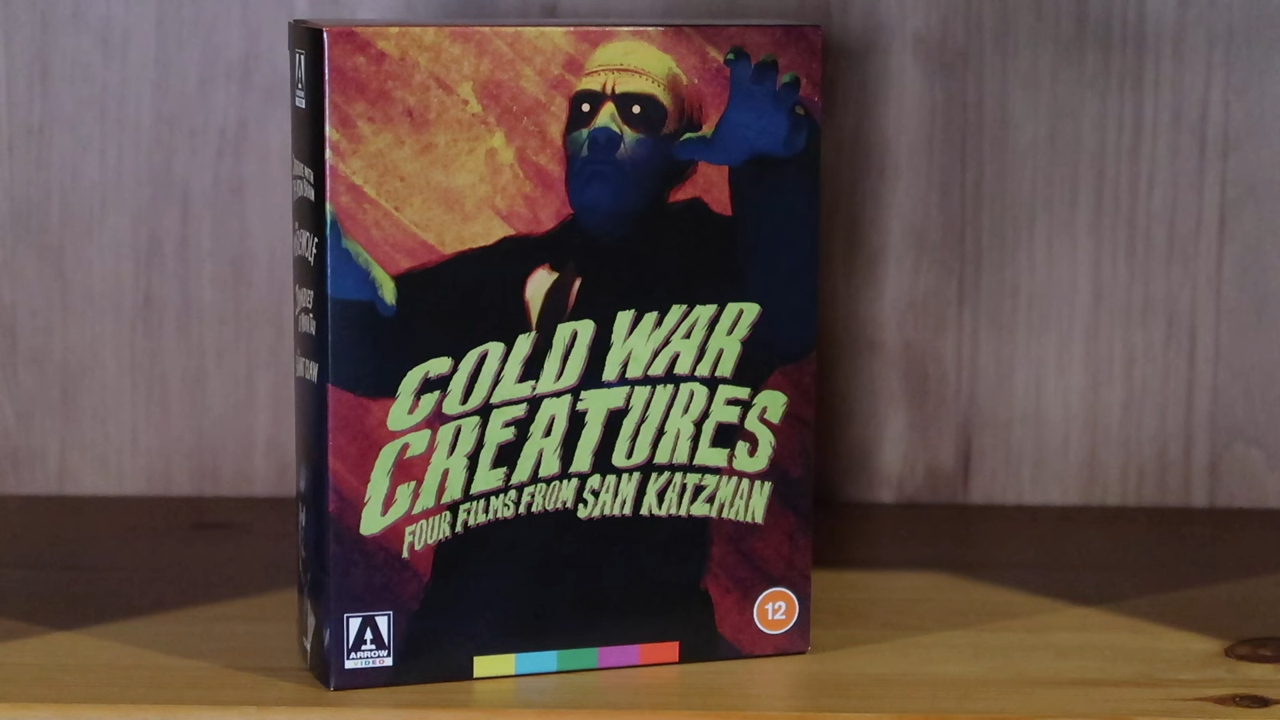 COLD WAR
CREATURES
FOUR FILMS FROM SAM KATZMAN
12
ARROW
VIDEO